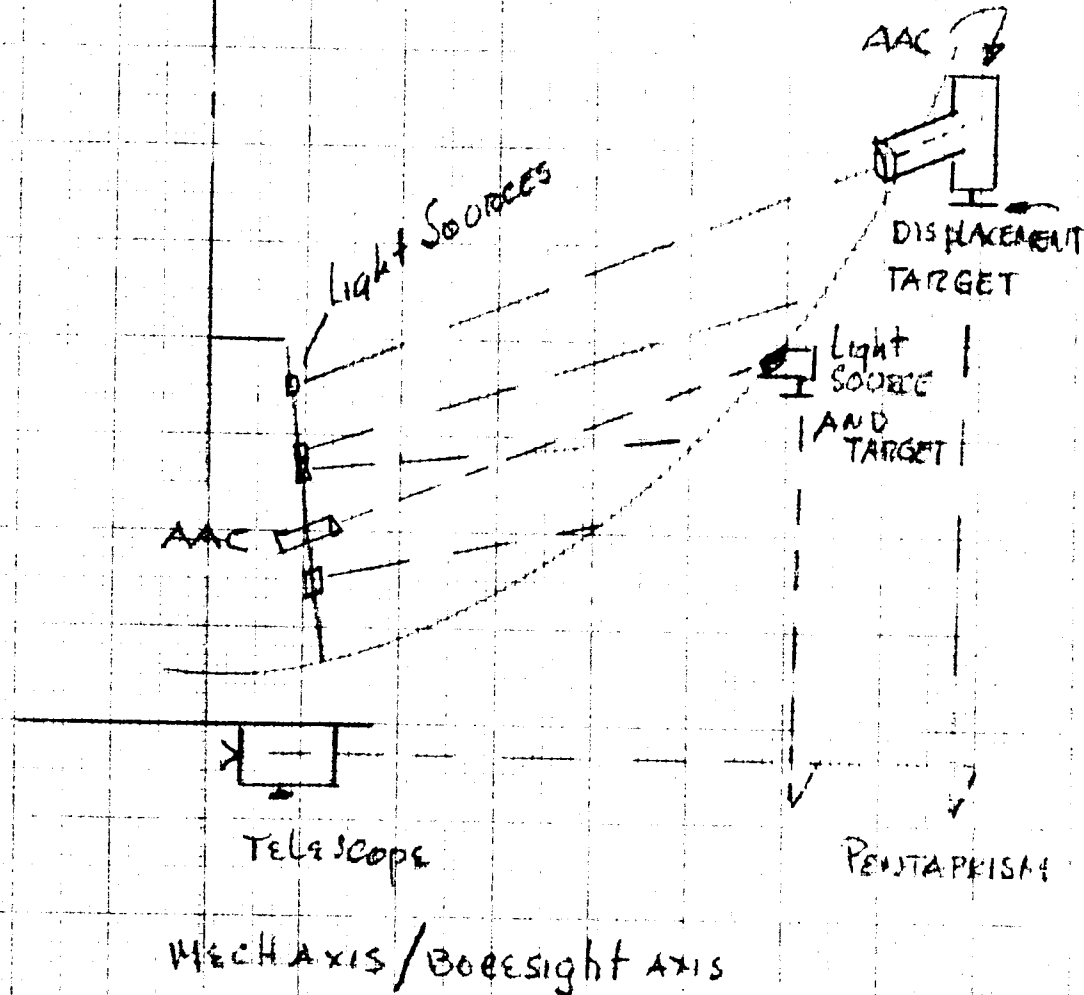 AAC
Light SOURCES
DISPLACEMENT
TARGET
Light
SOURCE
AND
TARGET
AAC
TELESCOPE
PENTAPRISM
MECH AXIS/BORESIGHT AXIS